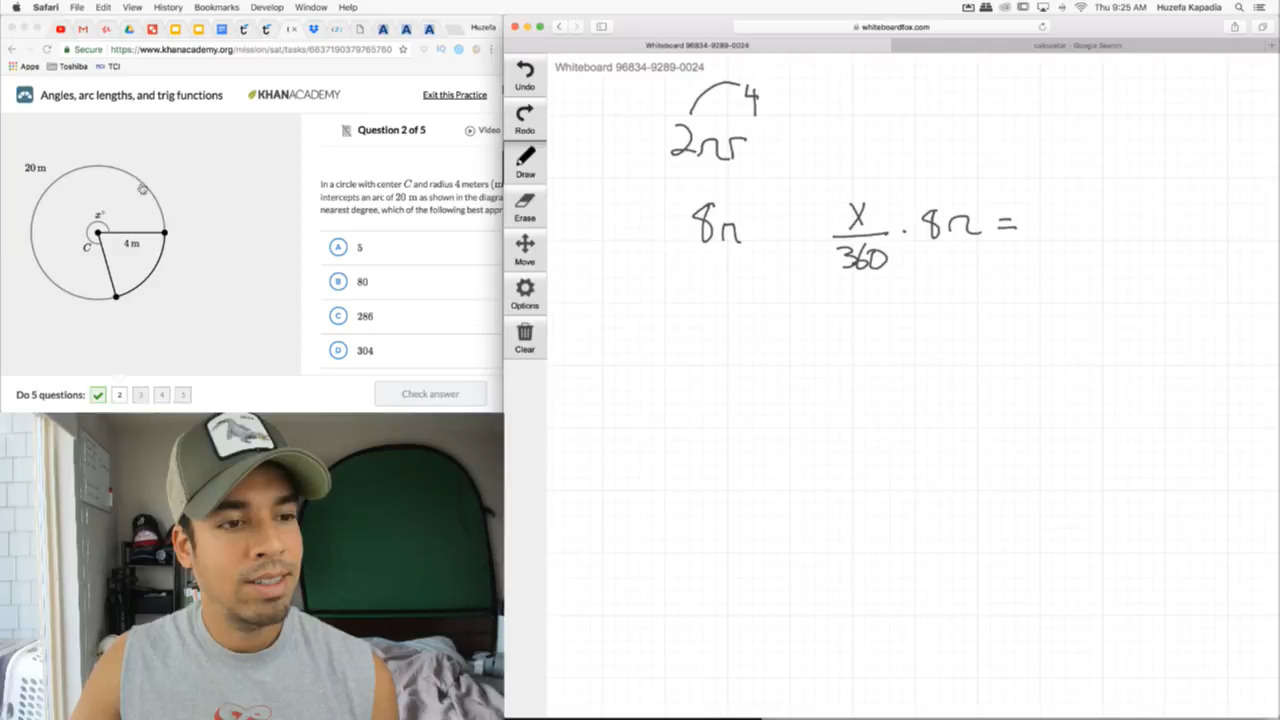 Safari File Edit View History Bookmarks Develop Window Help
Thu 9:25 AM Huzefa Kapadia
Huzefa
Secure https://www.khanacademy.org/mission/sat/tasks/6637190379765760
Apps Toshiba TCI
Angles, arc lengths, and trig functions
KHANACADEMY
Exit this Practice
Question 2 of 5
Video
20 m
x°
C
4 m
In a circle with center C and radius 4 meters (m
intercepts an arc of 20 m as shown in the diagra
nearest degree, which of the following best appr
A 5
B 80
C 286
D 304
Do 5 questions: 2 3 4 5
Check answer
whiteboardfox.com
Whiteboard 96834-9289-0024
calculator - Google Search
Whiteboard 96834-9289-0024
Undo
Redo
Draw
Erase
Move
Options
Clear
4
2πr
8π
x/360 · 8π =